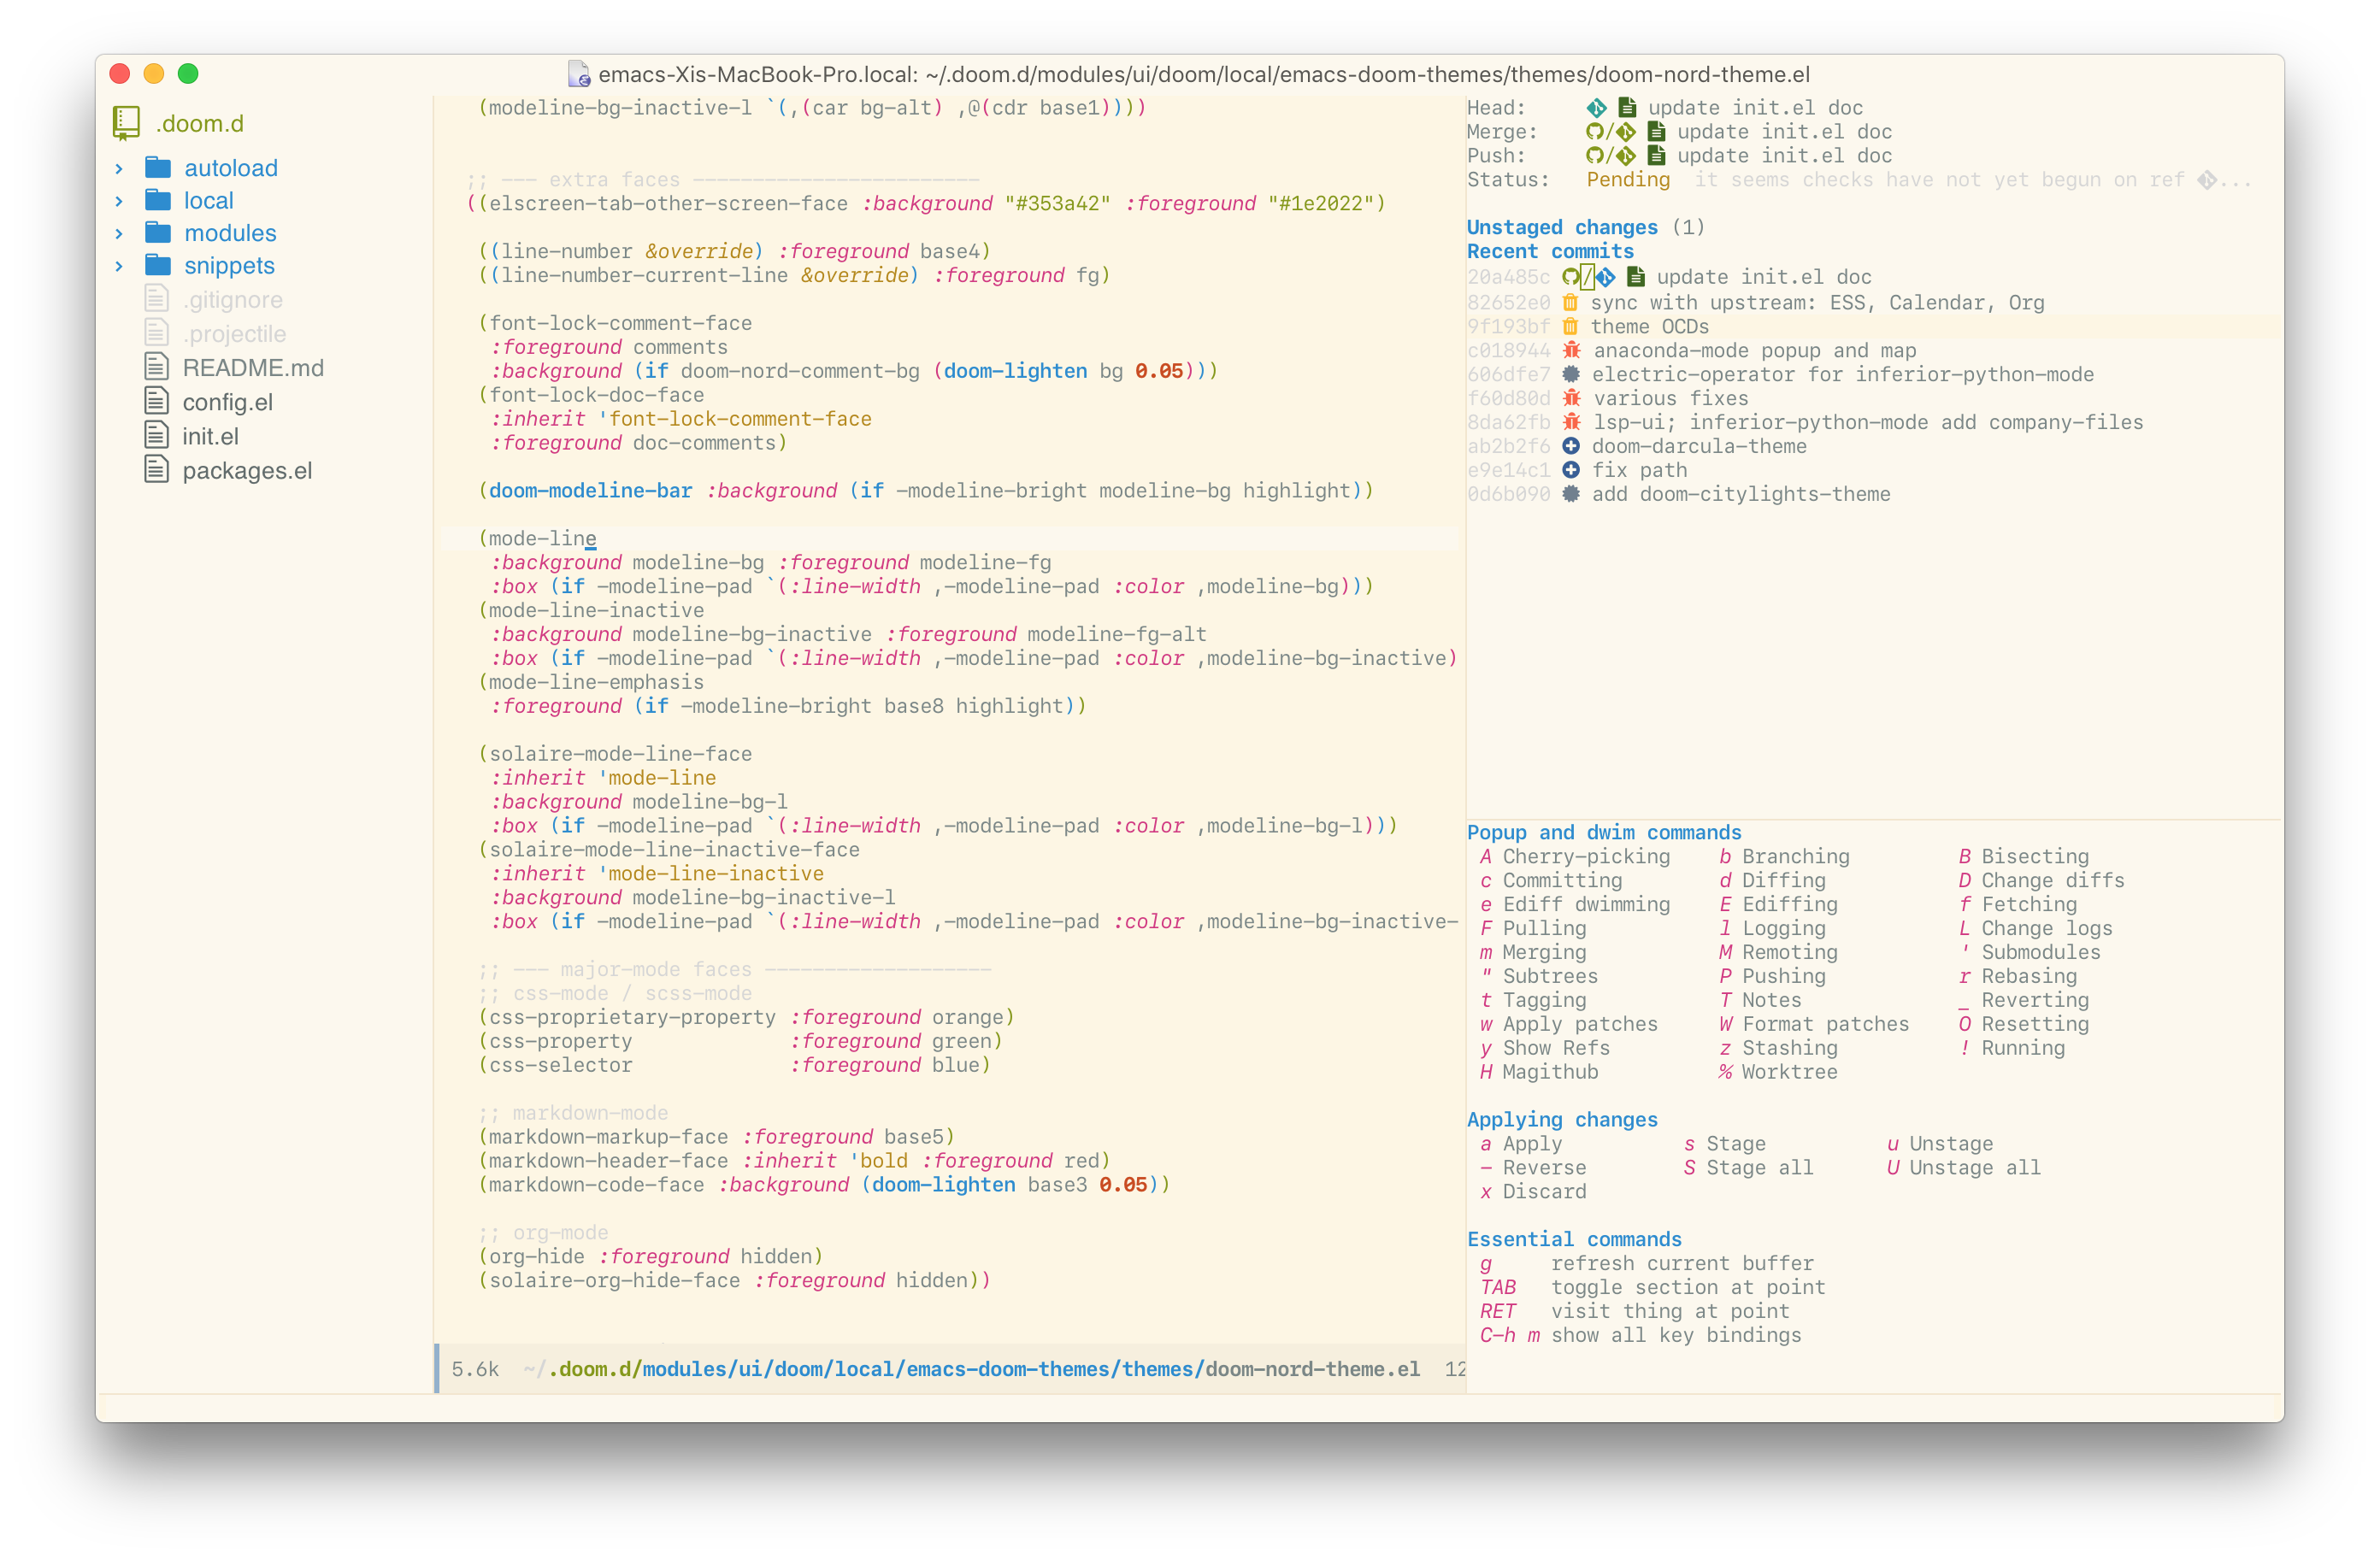 emacs-Xis-MacBook-Pro.local: ~/.doom.d/modules/ui/doom/local/emacs-doom-themes/themes/doom-nord-theme.el
.doom.d
autoload
local
modules
snippets
.gitignore
.projectile
README.md
config.el
init.el
packages.el
(modeline-bg-inactive-l `(,(car bg-alt) ,@(cdr base1))))
;; --- extra faces ------------------------
((elscreen-tab-other-screen-face :background "#353a42" :foreground "#1e2022")
((line-number &override) :foreground base4)
((line-number-current-line &override) :foreground fg)
(font-lock-comment-face
:foreground comments
:background (if doom-nord-comment-bg (doom-lighten bg 0.05)))
(font-lock-doc-face
:inherit 'font-lock-comment-face
:foreground doc-comments)
(doom-modeline-bar :background (if -modeline-bright modeline-bg highlight))
(mode-line
:background modeline-bg :foreground modeline-fg
:box (if -modeline-pad `(:line-width ,-modeline-pad :color ,modeline-bg)))
(mode-line-inactive
:background modeline-bg-inactive :foreground modeline-fg-alt
:box (if -modeline-pad `(:line-width ,-modeline-pad :color ,modeline-bg-inactive)
(mode-line-emphasis
:foreground (if -modeline-bright base8 highlight))
(solaire-mode-line-face
:inherit 'mode-line
:background modeline-bg-l
:box (if -modeline-pad `(:line-width ,-modeline-pad :color ,modeline-bg-l)))
(solaire-mode-line-inactive-face
:inherit 'mode-line-inactive
:background modeline-bg-inactive-l
:box (if -modeline-pad `(:line-width ,-modeline-pad :color ,modeline-bg-inactive-
;; --- major-mode faces -------------------
;; css-mode / scss-mode
(css-proprietary-property :foreground orange)
(css-property             :foreground green)
(css-selector             :foreground blue)
;; markdown-mode
(markdown-markup-face :foreground base5)
(markdown-header-face :inherit 'bold :foreground red)
(markdown-code-face :background (doom-lighten base3 0.05))
;; org-mode
(org-hide :foreground hidden)
(solaire-org-hide-face :foreground hidden))
5.6k ~/.doom.d/modules/ui/doom/local/emacs-doom-themes/themes/doom-nord-theme.el 12
Head: update init.el doc
Merge: / update init.el doc
Push: / update init.el doc
Status: Pending it seems checks have not yet begun on ref ...
Unstaged changes (1)
Recent commits
20a485c / update init.el doc
82652e0 sync with upstream: ESS, Calendar, Org
9f193bf theme OCDs
c018944 anaconda-mode popup and map
606dfe7 electric-operator for inferior-python-mode
f60d80d various fixes
8da62fb lsp-ui; inferior-python-mode add company-files
ab2b2f6 doom-darcula-theme
e9e14c1 fix path
0d6b090 add doom-citylights-theme
Popup and dwim commands
A Cherry-picking b Branching B Bisecting
c Committing d Diffing D Change diffs
e Ediff dwimming E Ediffing f Fetching
F Pulling l Logging L Change logs
m Merging M Remoting ' Submodules
" Subtrees P Pushing r Rebasing
t Tagging T Notes _ Reverting
w Apply patches W Format patches O Resetting
y Show Refs z Stashing ! Running
H Magithub % Worktree
Applying changes
a Apply s Stage u Unstage
- Reverse S Stage all U Unstage all
x Discard
Essential commands
g refresh current buffer
TAB toggle section at point
RET visit thing at point
C-h m show all key bindings